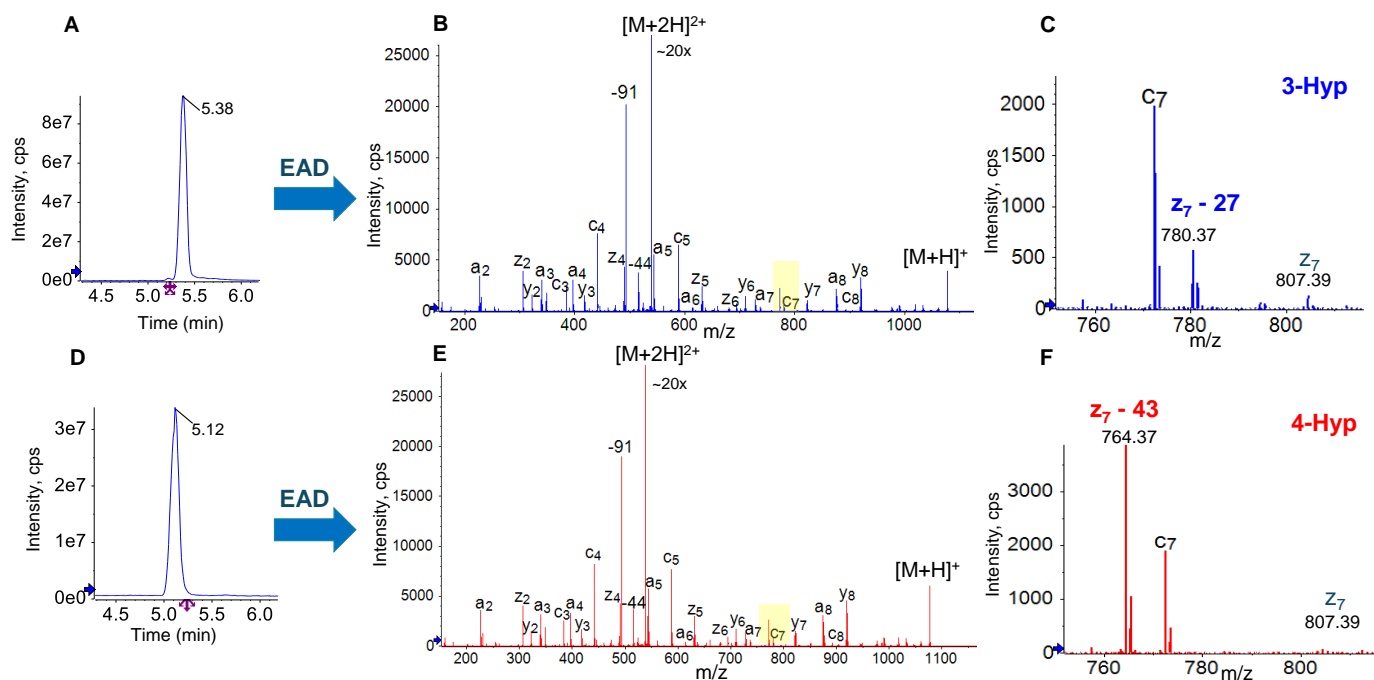 A
Intensity, cps
8e7
6e7
4e7
2e7
0e0
5.38
4.5 5.0 5.5 6.0
Time (min)
EAD
B
[M+2H]2+
~20x
25000
20000
15000
10000
5000
0
Intensity, cps
-91
a2
z2
y2
a3
c3
a4
y3
c4
z4
-44
a5
c5
a6
z5
z6
y6
a7
c7
y7
a8
c8
y8
[M+H]+
200 400 600 800 1000
m/z
C
3-Hyp
2000
1500
1000
500
0
Intensity, cps
C7
z7 - 27
780.37
z7
807.39
760 780 800
m/z
D
Intensity, cps
3e7
2e7
1e7
0e0
5.12
4.5 5.0 5.5 6.0
Time (min)
EAD
E
[M+2H]2+
~20x
25000
20000
15000
10000
5000
0
Intensity, cps
-91
a2
z2
y2
a3
c3
a4
y3
c4
z4
-44
a5
c5
a6
z5
z6
y6
a7
c7
y7
a8
c8
y8
[M+H]+
200 300 400 500 600 700 800 900 1000 1100
m/z
F
z7 - 43
764.37
4-Hyp
3000
2000
1000
0
Intensity, cps
C7
z7
807.39
760 780 800
m/z